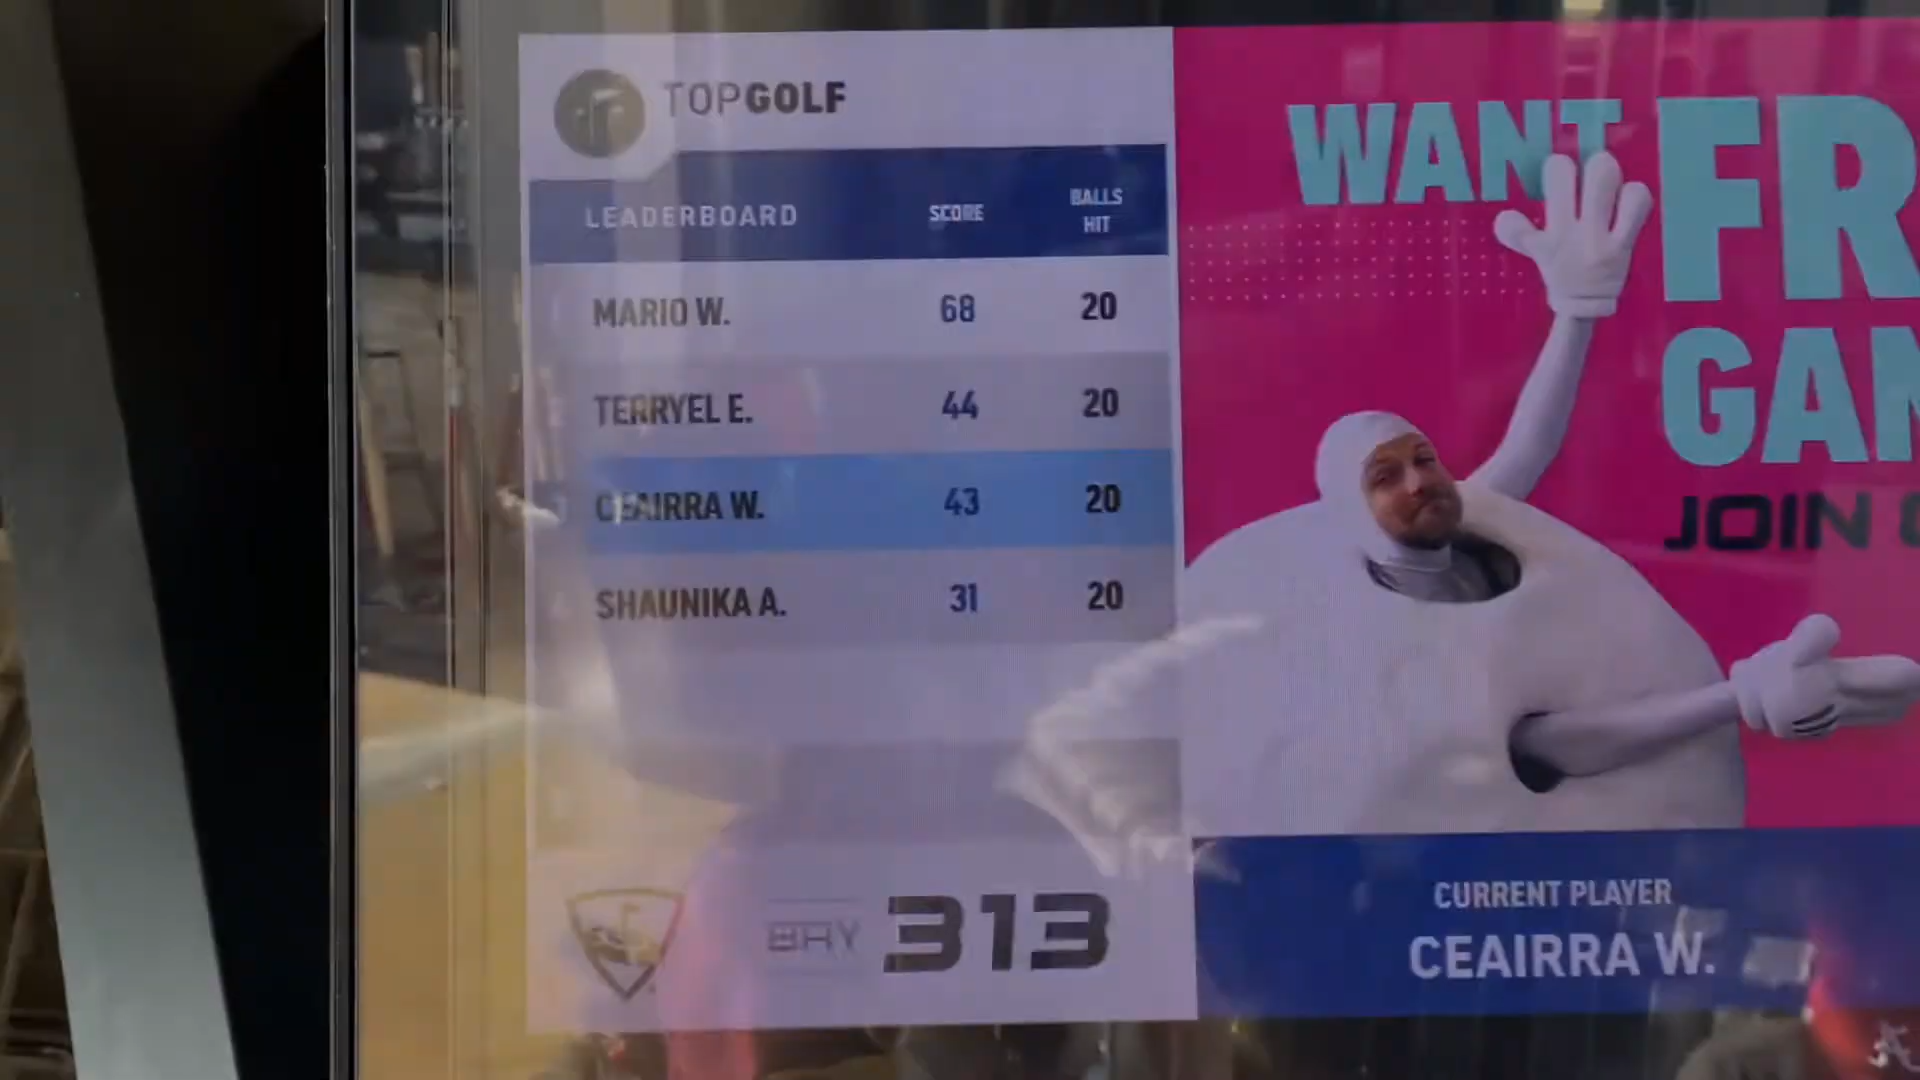 TOPGOLF
LEADERBOARD SCORE BALLS HIT
MARIO W. 68 20
TERRYEL E. 44 20
CEAIRRA W. 43 20
SHAUNIKA A. 31 20
BAY 313
WANT FR
GAM
JOIN
CURRENT PLAYER
CEAIRRA W.